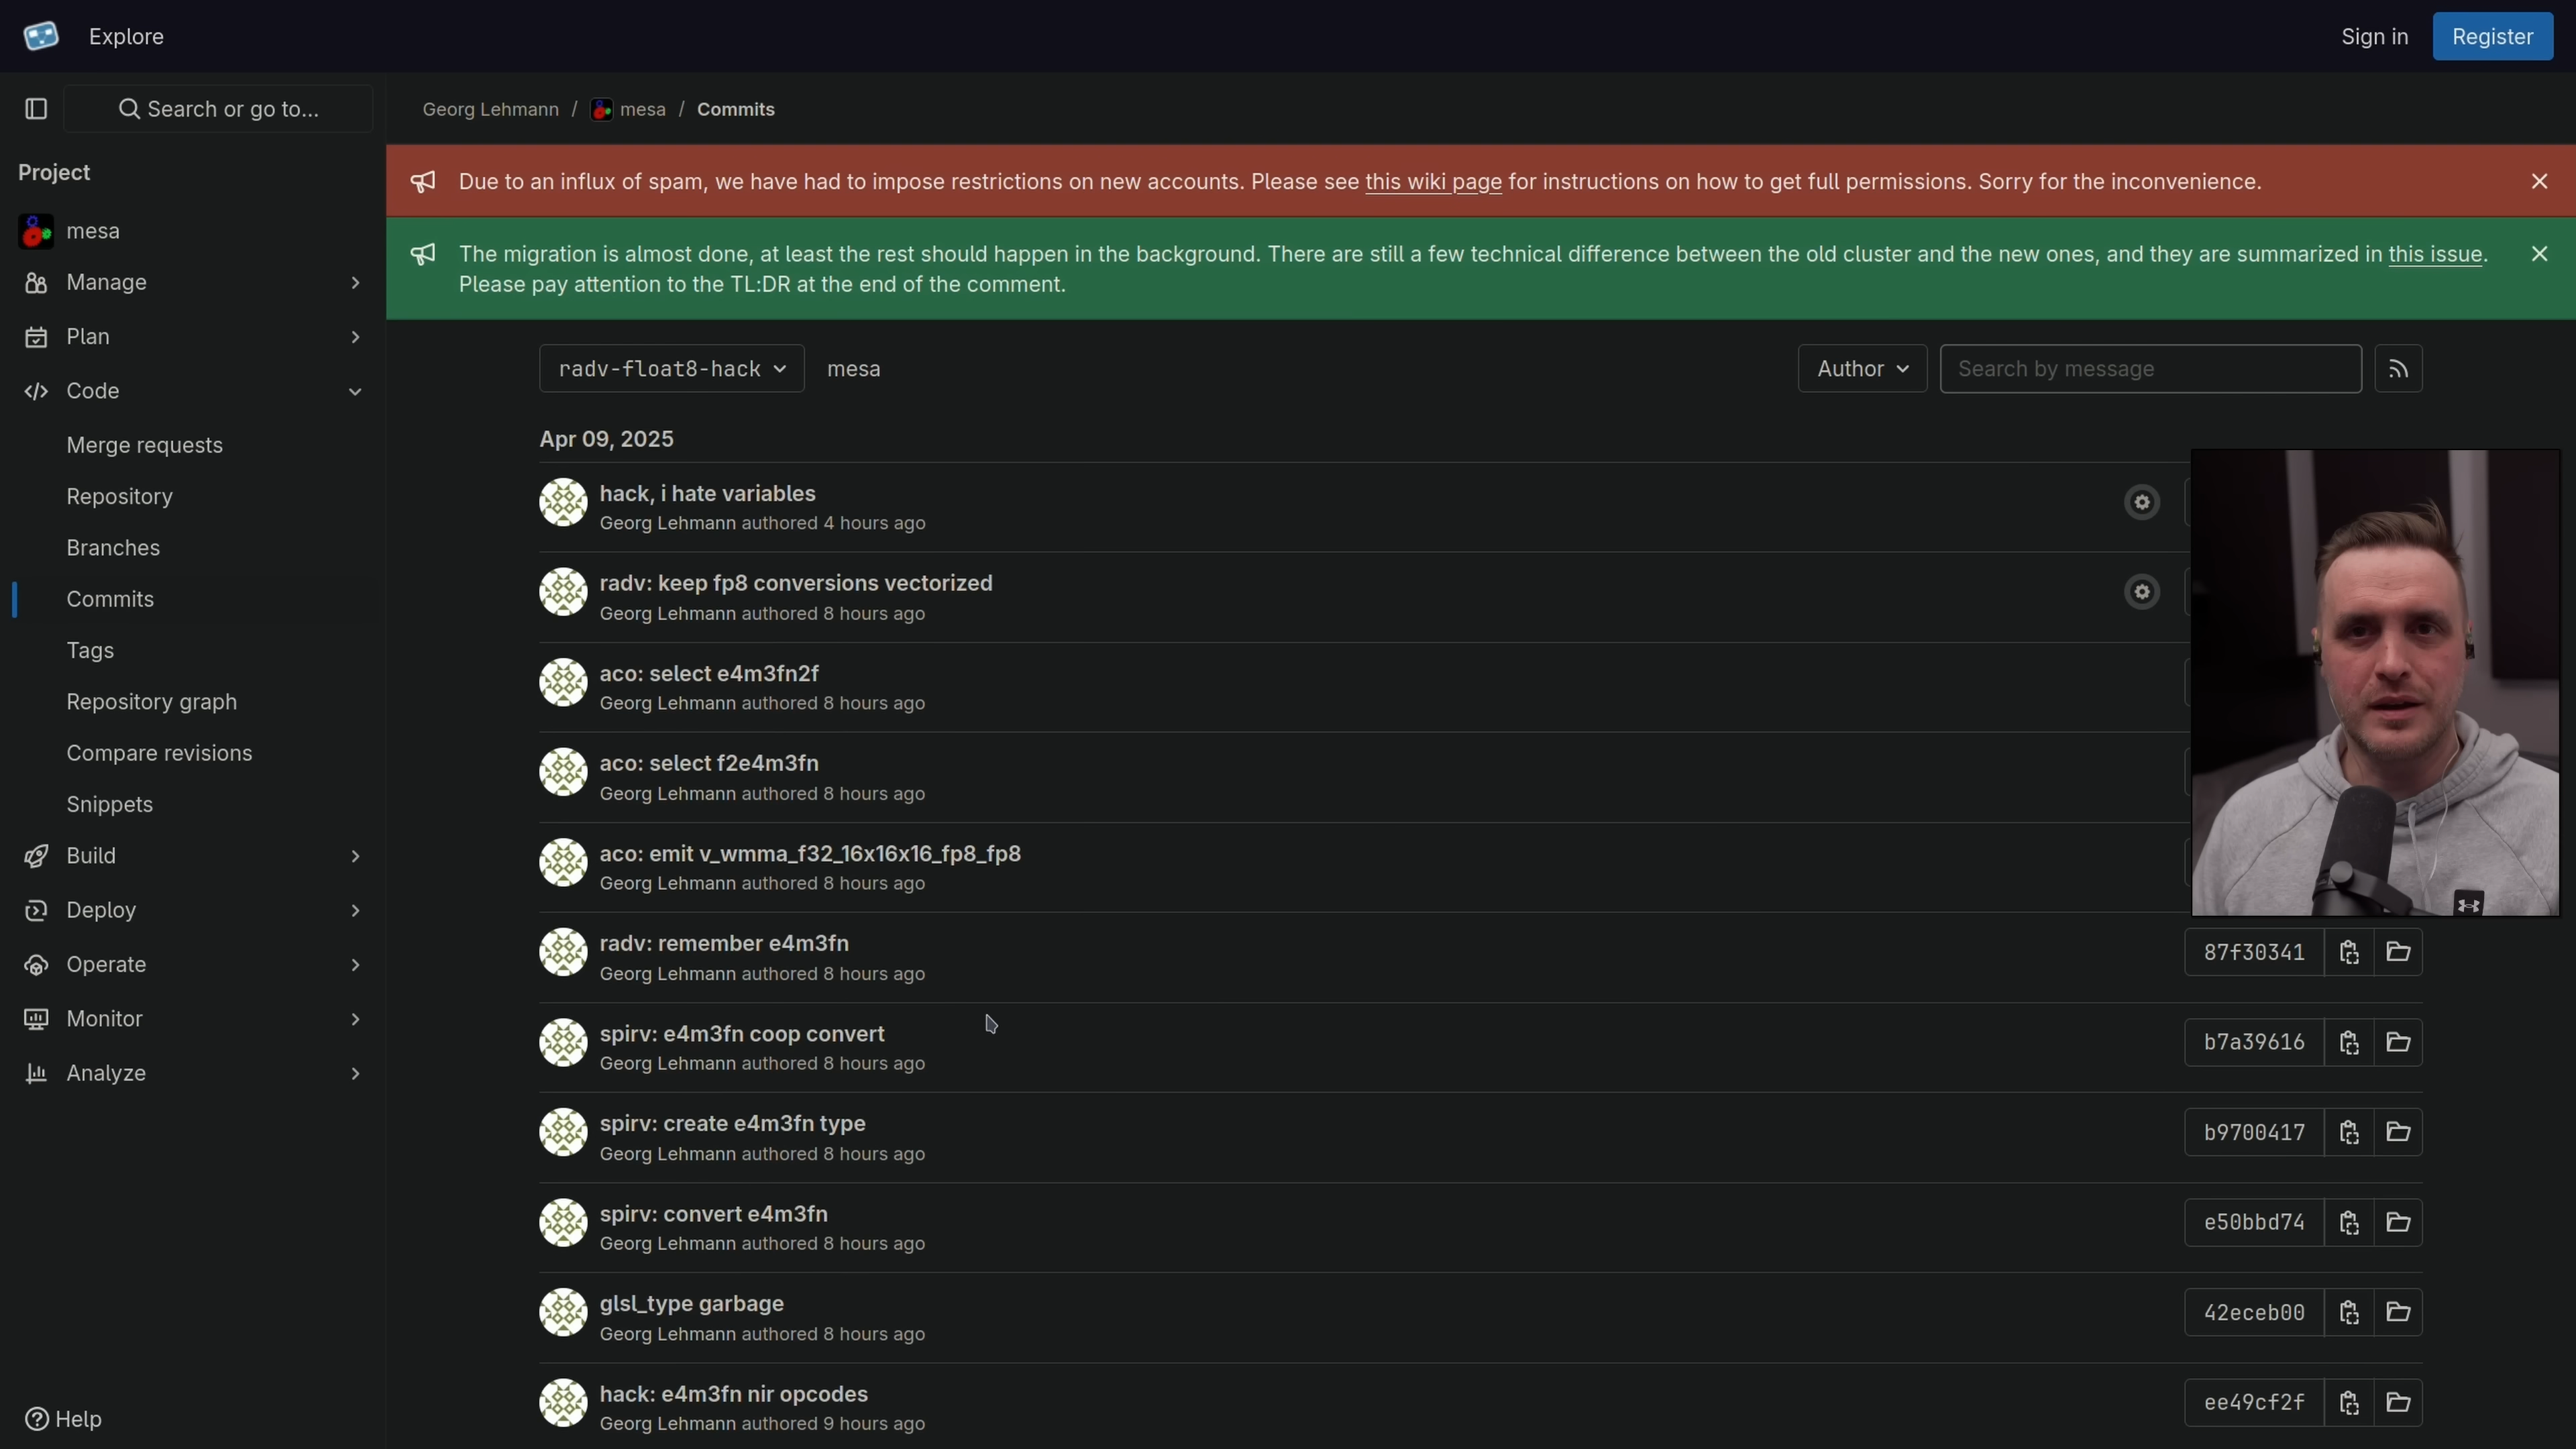 Explore
Sign in
Register
Search or go to...
Georg Lehmann / mesa / Commits
Project
mesa
Manage
Plan
Code
Merge requests
Repository
Branches
Commits
Tags
Repository graph
Compare revisions
Snippets
Build
Deploy
Operate
Monitor
Analyze
Help
Due to an influx of spam, we have had to impose restrictions on new accounts. Please see this wiki page for instructions on how to get full permissions. Sorry for the inconvenience.
The migration is almost done, at least the rest should happen in the background. There are still a few technical difference between the old cluster and the new ones, and they are summarized in this issue.
Please pay attention to the TL:DR at the end of the comment.
radv-float8-hack
mesa
Author
Search by message
Apr 09, 2025
hack, i hate variables
Georg Lehmann authored 4 hours ago
radv: keep fp8 conversions vectorized
Georg Lehmann authored 8 hours ago
aco: select e4m3fn2f
Georg Lehmann authored 8 hours ago
aco: select f2e4m3fn
Georg Lehmann authored 8 hours ago
aco: emit v_wmma_f32_16x16x16_fp8_fp8
Georg Lehmann authored 8 hours ago
radv: remember e4m3fn
Georg Lehmann authored 8 hours ago
87f30341
spirv: e4m3fn coop convert
Georg Lehmann authored 8 hours ago
b7a39616
spirv: create e4m3fn type
Georg Lehmann authored 8 hours ago
b9700417
spirv: convert e4m3fn
Georg Lehmann authored 8 hours ago
e50bbd74
glsl_type garbage
Georg Lehmann authored 8 hours ago
42eceb00
hack: e4m3fn nir opcodes
Georg Lehmann authored 9 hours ago
ee49cf2f